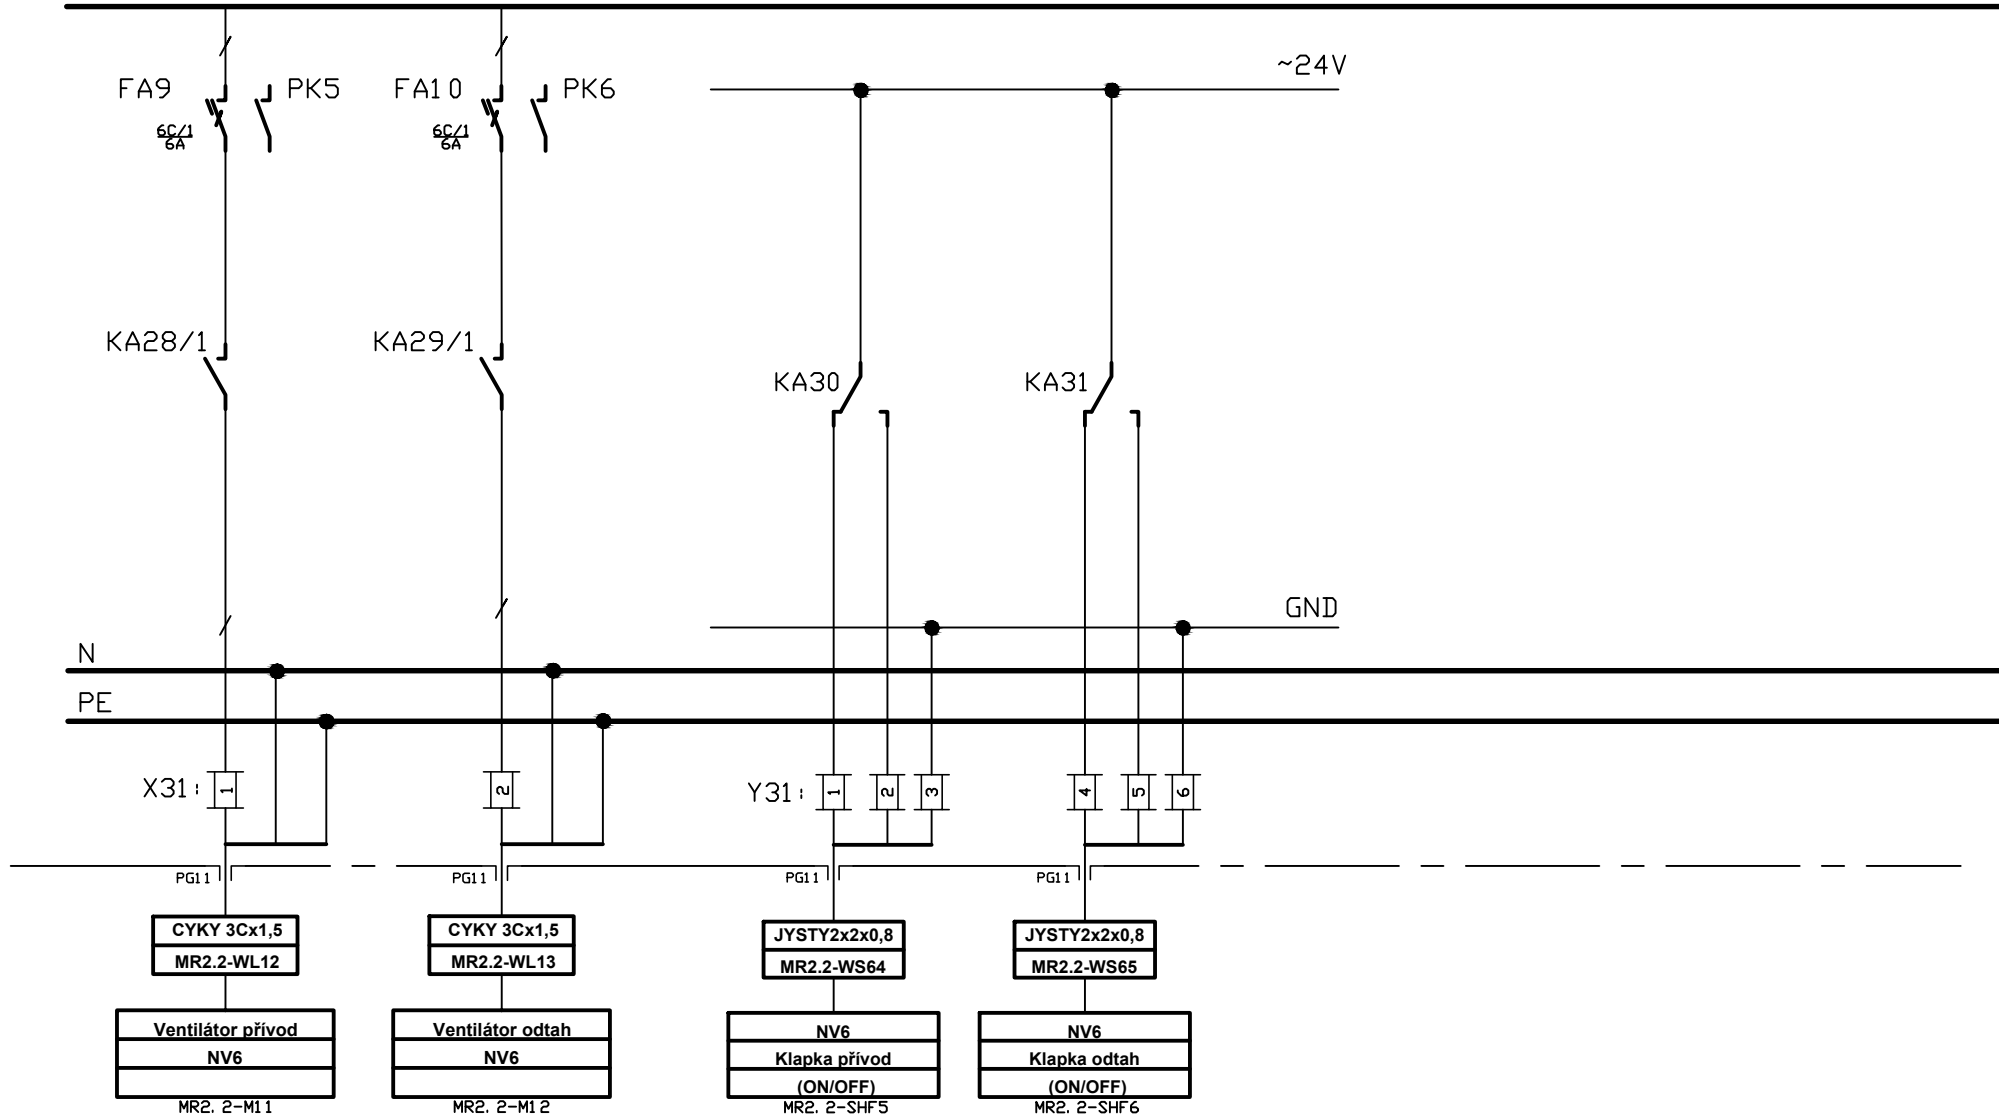 ~24V
FA9
PK5
FA10
PK6
6C/1
6A
6C/1
6A
KA28/1
KA29/1
KA30
KA31
GND
N
PE
X31:
1
2
Y31:
1
2
3
4
5
6
PG11
PG11
PG11
PG11
CYKY 3Cx1,5
MR2.2-WL12
CYKY 3Cx1,5
MR2.2-WL13
JYSTY2x2x0,8
MR2.2-WS64
JYSTY2x2x0,8
MR2.2-WS65
Ventilátor přívod
NV6
MR2. 2-M11
Ventilátor odtah
NV6
MR2. 2-M12
NV6
Klapka přívod
(ON/OFF)
MR2. 2-SHF5
NV6
Klapka odtah
(ON/OFF)
MR2. 2-SHF6